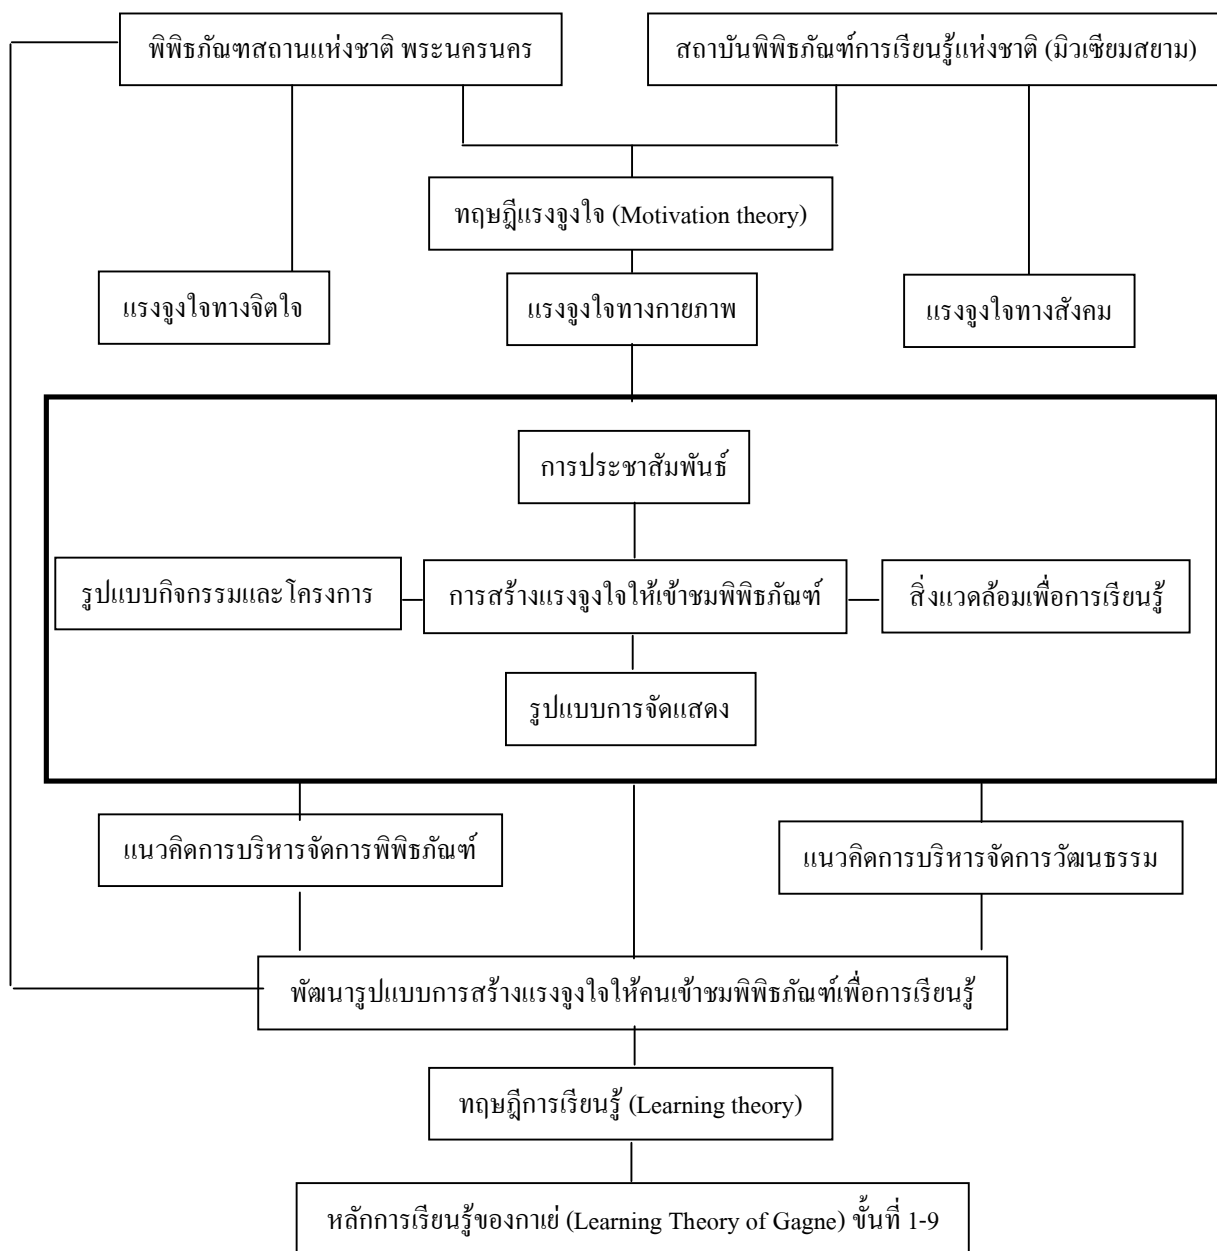 พิพิธภัณฑสถานแห่งชาติ พระนครนคร
สถาบันพิพิธภัณฑ์การเรียนรู้แห่งชาติ (มิวเซียมสยาม)
ทฤษฎีแรงจูงใจ (Motivation theory)
แรงจูงใจทางจิตใจ
แรงจูงใจทางกายภาพ
แรงจูงใจทางสังคม
การประชาสัมพันธ์
รูปแบบกิจกรรมและโครงการ
การสร้างแรงจูงใจให้เข้าชมพิพิธภัณฑ์
สิ่งแวดล้อมเพื่อการเรียนรู้
รูปแบบการจัดแสดง
แนวคิดการบริหารจัดการพิพิธภัณฑ์
แนวคิดการบริหารจัดการวัฒนธรรม
พัฒนารูปแบบการสร้างแรงจูงใจให้คนเข้าชมพิพิธภัณฑ์เพื่อการเรียนรู้
ทฤษฎีการเรียนรู้ (Learning theory)
หลักการเรียนรู้ของกาเย่ (Learning Theory of Gagne) ขั้นที่ 1-9